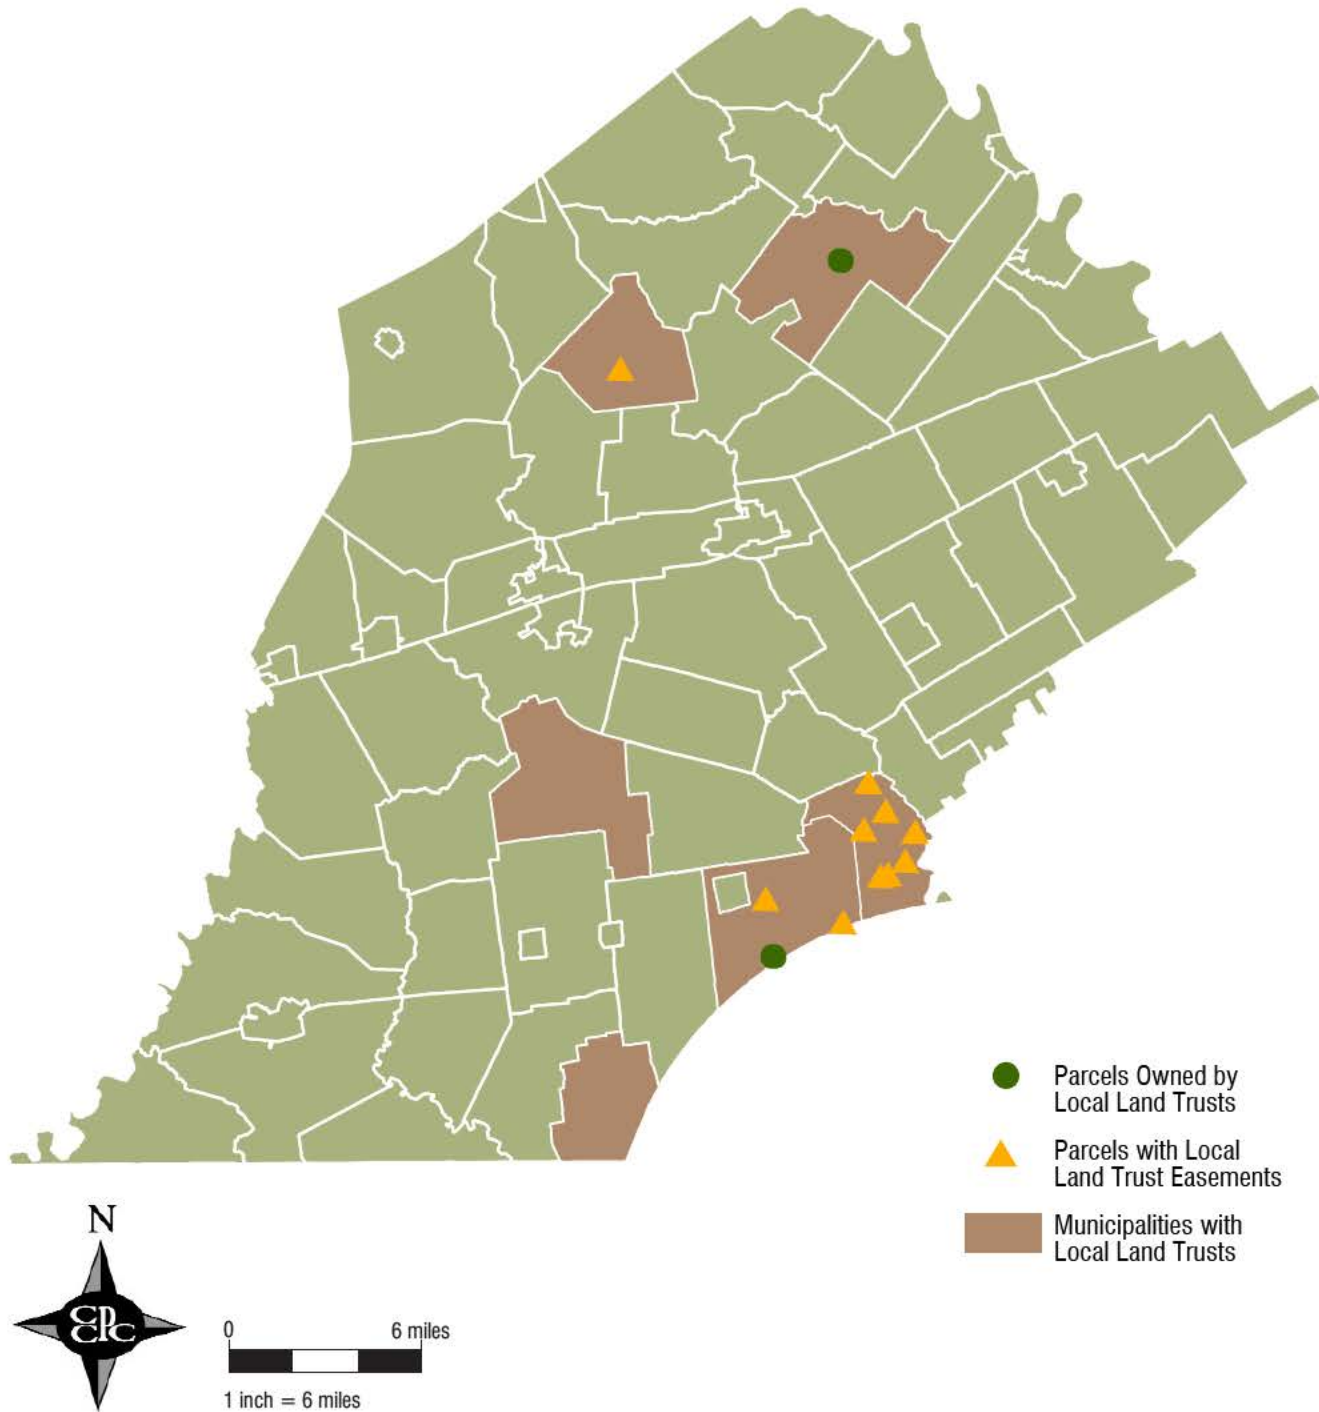 Parcels Owned by
Local Land Trusts
Parcels with Local
Land Trust Easements
Municipalities with
Local Land Trusts
N
CPC
0 6 miles
1 inch = 6 miles